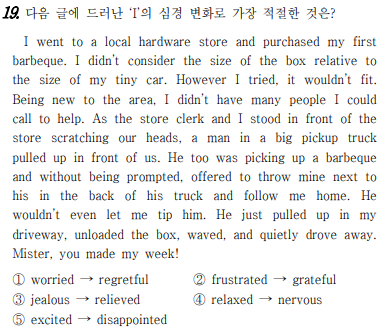 19. 다음 글에 드러난 'I'의 심경 변화로 가장 적절한 것은?
I went to a local hardware store and purchased my first
barbeque. I didn't consider the size of the box relative to
the size of my tiny car. However I tried, it wouldn't fit.
Being new to the area, I didn't have many people I could
call to help. As the store clerk and I stood in front of the
store scratching our heads, a man in a big pickup truck
pulled up in front of us. He too was picking up a barbeque
and without being prompted, offered to throw mine next to
his in the back of his truck and follow me home. He
wouldn't even let me tip him. He just pulled up in my
driveway, unloaded the box, waved, and quietly drove away.
Mister, you made my week!
① worried → regretful ② frustrated → grateful
③ jealous → relieved ④ relaxed → nervous
⑤ excited → disappointed